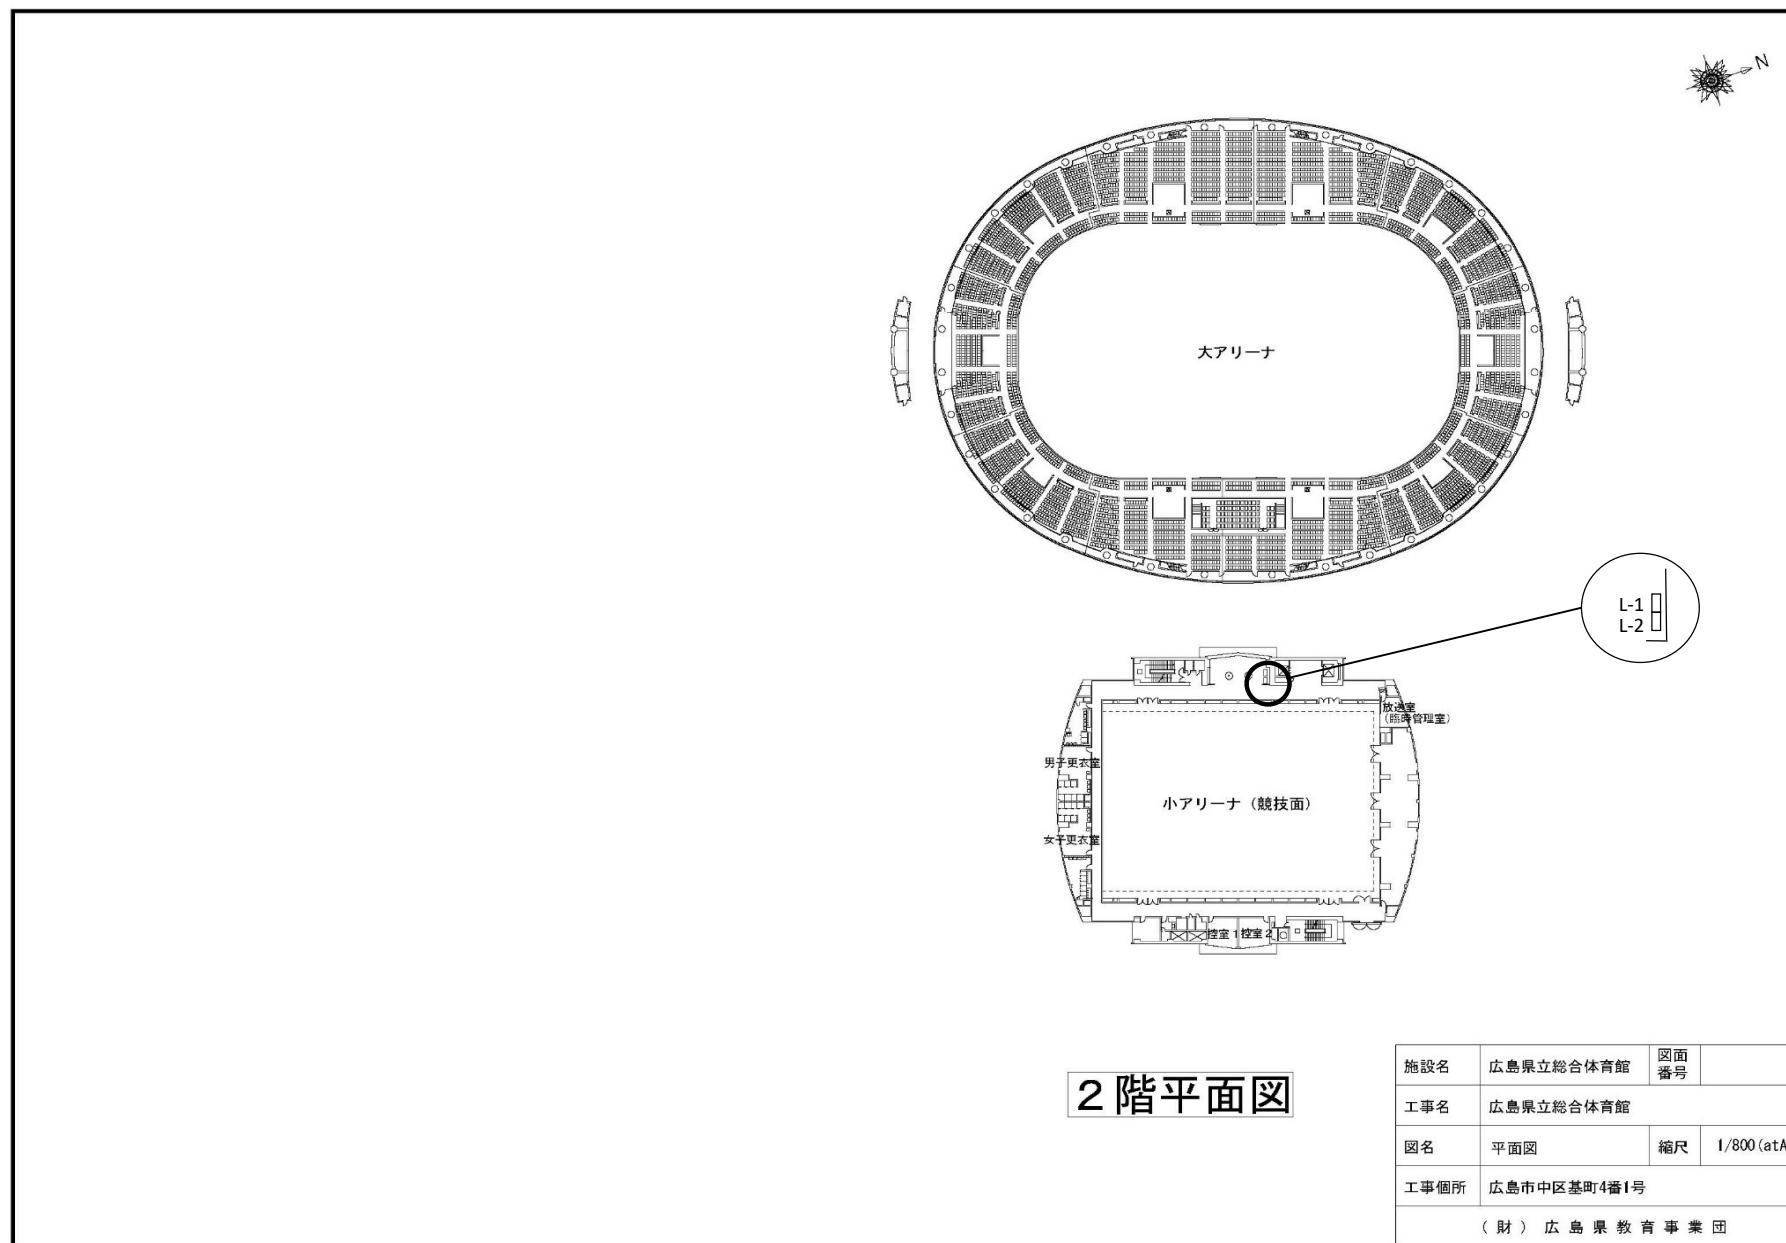 N
大アリーナ
L-1
L-2
放送室
（臨時管理室）
男子更衣室
小アリーナ（競技面）
女子更衣室
控室1 控室2
2階平面図
施設名 広島県立総合体育館 図面番号
工事名 広島県立総合体育館
図名 平面図 縮尺 1/800(atA
工事個所 広島市中区基町4番1号
（財）広島県教育事業団